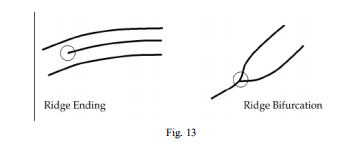 Ridge Ending
Ridge Bifurcation
Fig. 13